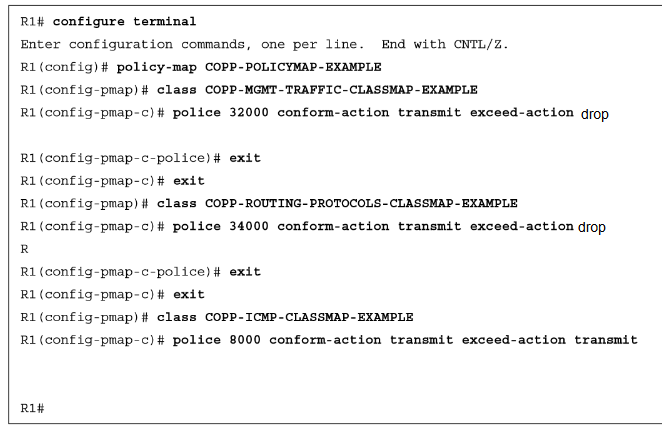 R1# configure terminal
Enter configuration commands, one per line. End with CNTL/Z.
R1(config)# policy-map COPP-POLICYMAP-EXAMPLE
R1(config-pmap)# class COPP-MGMT-TRAFFIC-CLASSMAP-EXAMPLE
R1(config-pmap-c)# police 32000 conform-action transmit exceed-action drop
R1(config-pmap-c-police)# exit
R1(config-pmap-c)# exit
R1(config-pmap)# class COPP-ROUTING-PROTOCOLS-CLASSMAP-EXAMPLE
R1(config-pmap-c)# police 34000 conform-action transmit exceed-action drop
R
R1(config-pmap-c-police)# exit
R1(config-pmap-c)# exit
R1(config-pmap)# class COPP-ICMP-CLASSMAP-EXAMPLE
R1(config-pmap-c)# police 8000 conform-action transmit exceed-action transmit
R1#